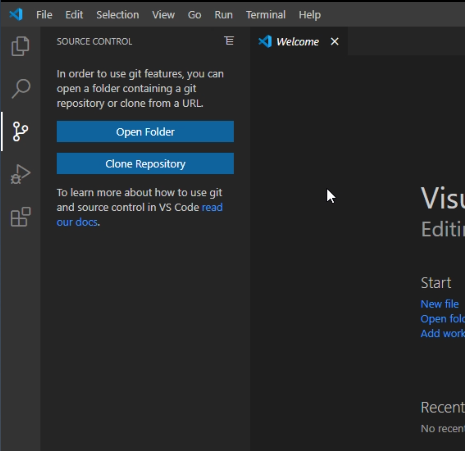 File Edit Selection View Go Run Terminal Help
SOURCE CONTROL
Welcome
In order to use git features, you can
open a folder containing a git
repository or clone from a URL.
Open Folder
Clone Repository
To learn more about how to use git
and source control in VS Code read
our docs.
Visu
Editin
Start
New file
Open fold
Add work
Recent
No recent